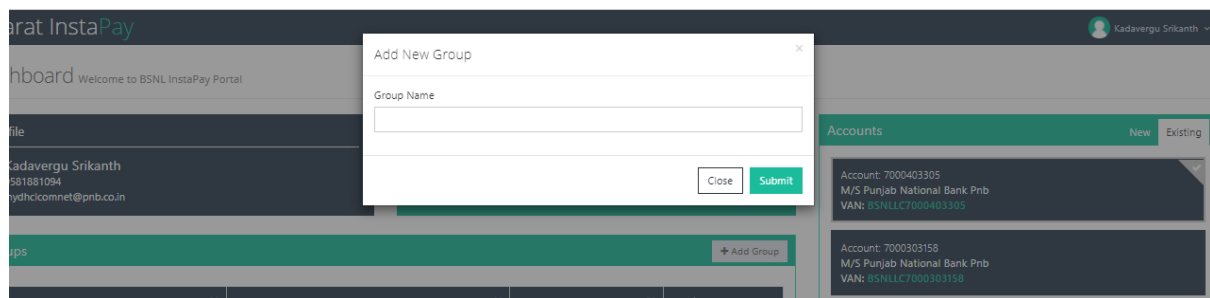 arat InstaPay
Kadavergu Srikanth
Add New Group
×
hboard Welcome to BSNL InstaPay Portal
Group Name
file
Kadavergu Srikanth
9581881094
hydhclcomnet@pnb.co.in
Close
Submit
Accounts
New
Existing
Account: 7000403305
M/S Punjab National Bank Pnb
VAN: BSNLLC7000403305
ups
+ Add Group
Account: 7000303158
M/S Punjab National Bank Pnb
VAN: BSNLLC7000303158